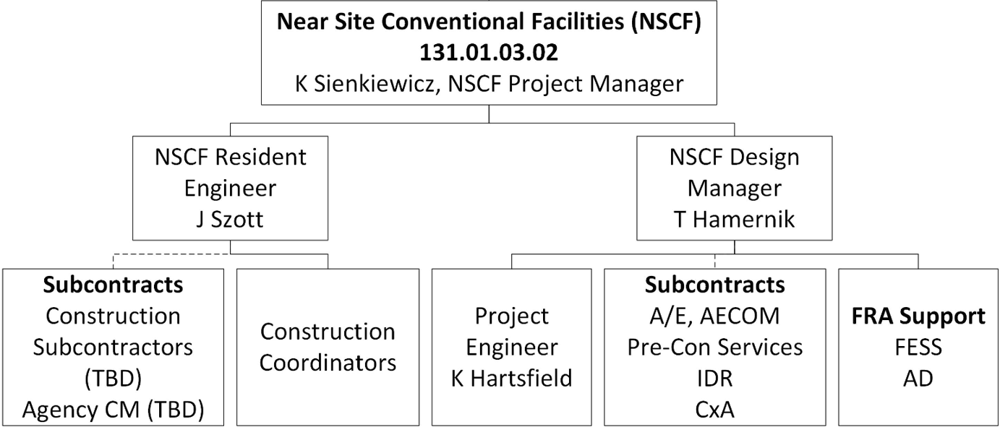 Near Site Conventional Facilities (NSCF)
131.01.03.02
K Sienkiewicz, NSCF Project Manager
NSCF Resident
Engineer
J Szott
NSCF Design
Manager
T Hamernik
Subcontracts
Construction
Subcontractors
(TBD)
Agency CM (TBD)
Construction
Coordinators
Project
Engineer
K Hartsfield
Subcontracts
A/E, AECOM
Pre-Con Services
IDR
CxA
FRA Support
FESS
AD